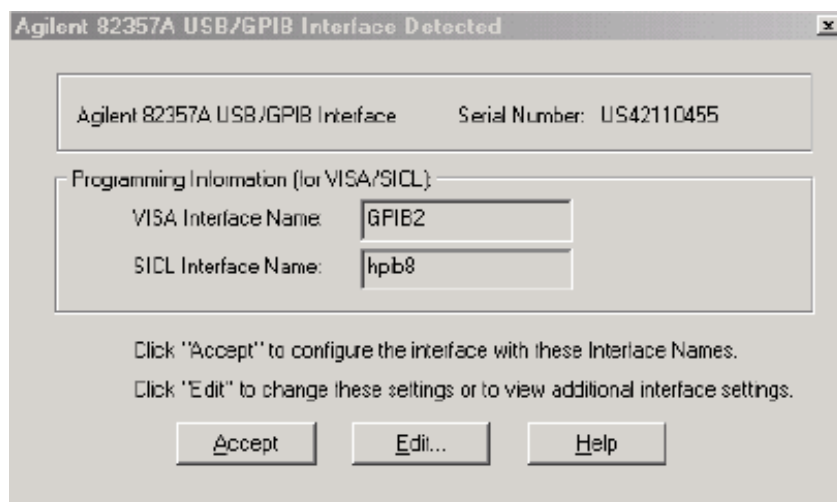 Agilent 82357A USB/GPIB Interface Detected
Agilent 82357A USB/GPIB Interface Serial Number: US42110455
Programming Information (for VISA/SICL):
VISA Interface Name: GPIB2
SICL Interface Name: hpib8
Click "Accept" to configure the interface with these Interface Names.
Click "Edit" to change these settings or to view additional interface settings.
Accept Edit... Help